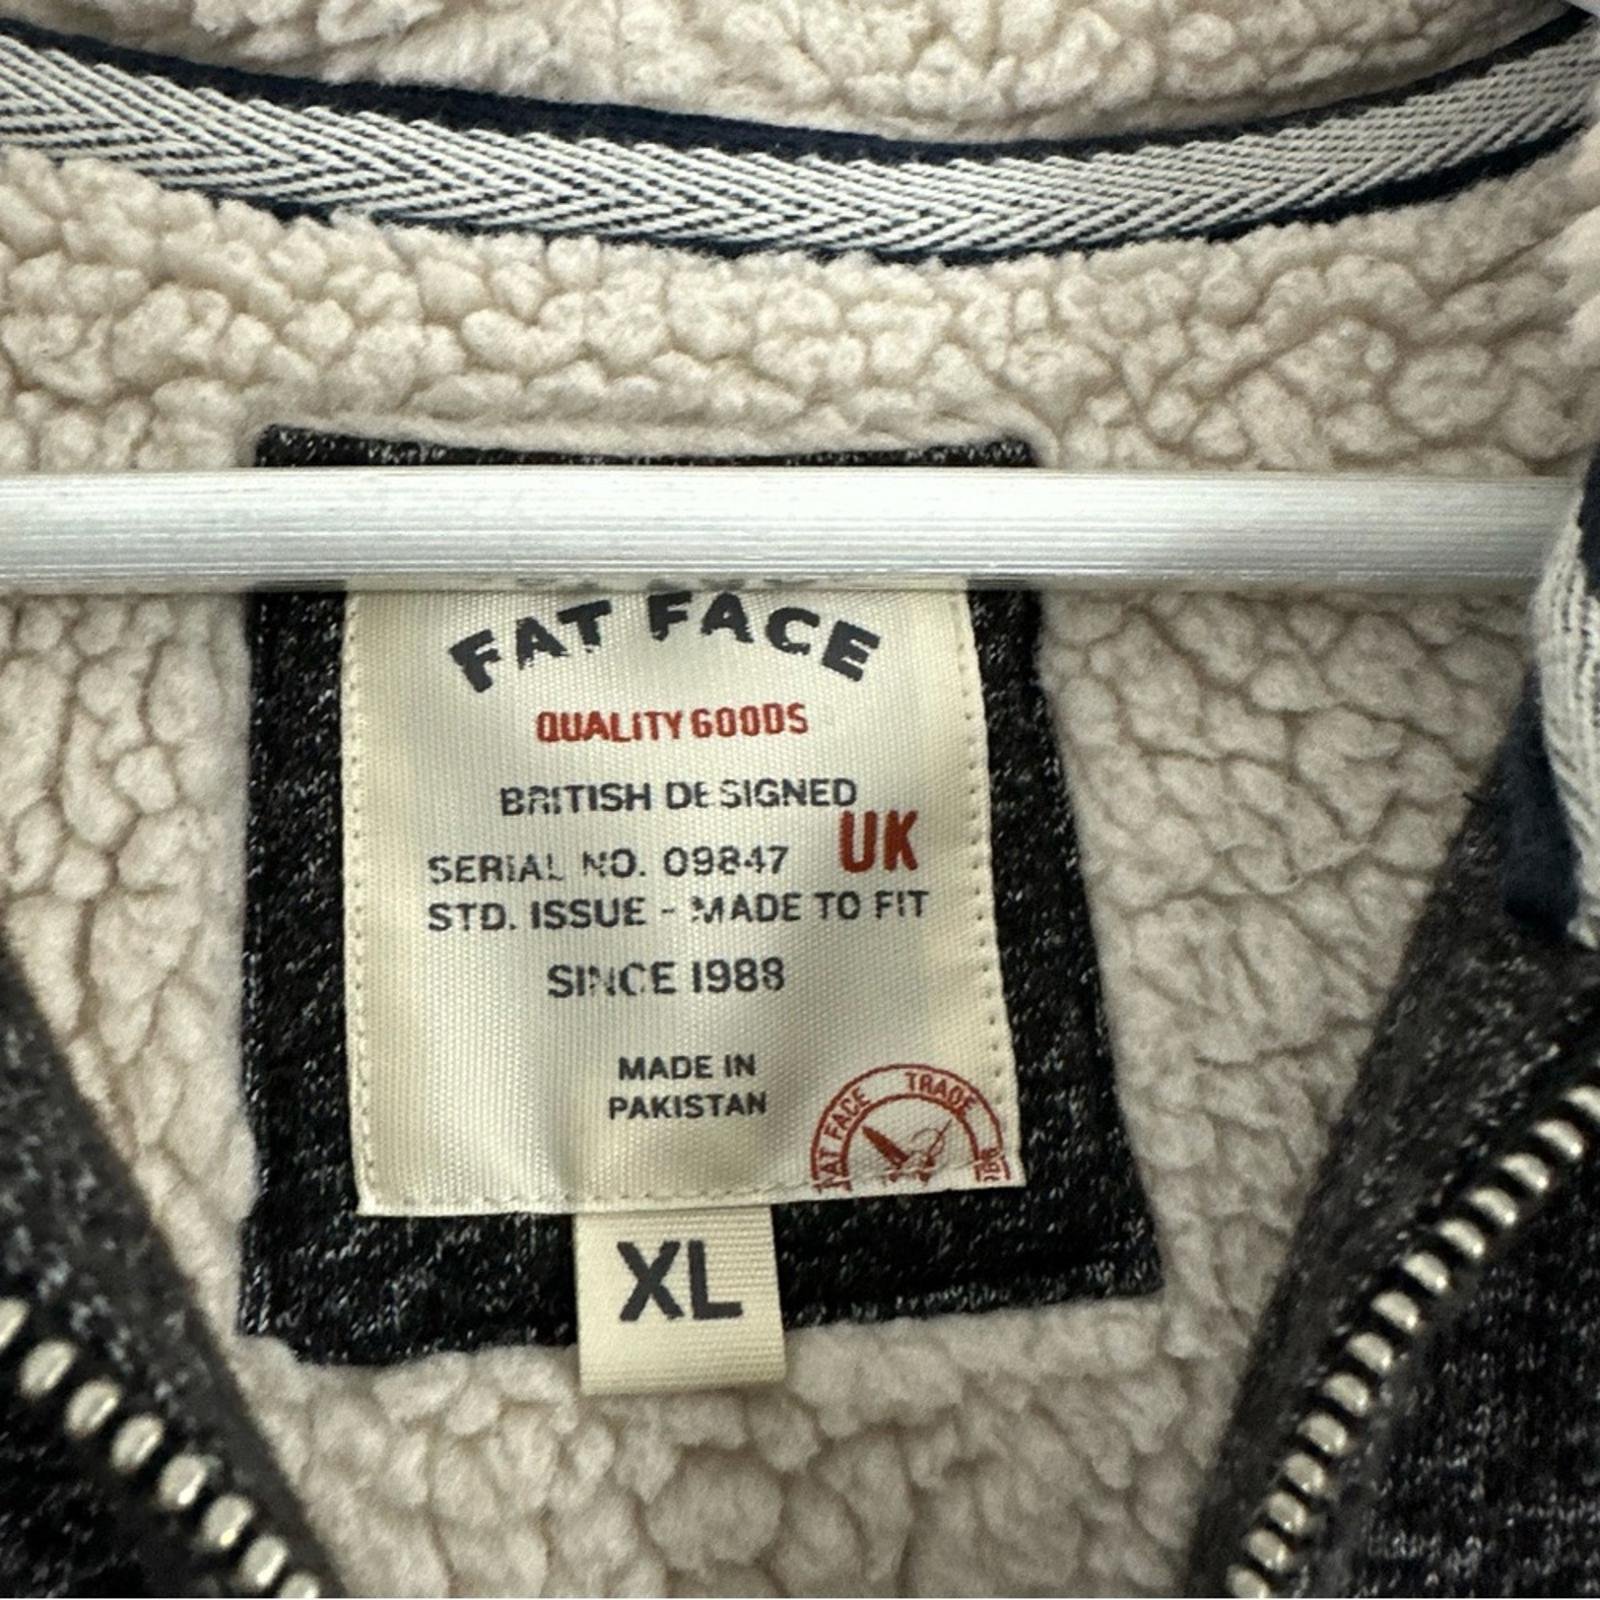 FAT FACE
QUALITY GOODS
BRITISH DESIGNED
UK
SERIAL NO. 09847
STD. ISSUE - MADE TO FIT
SINCE 1988
MADE IN
PAKISTAN
FAT FACE TRADE
XL